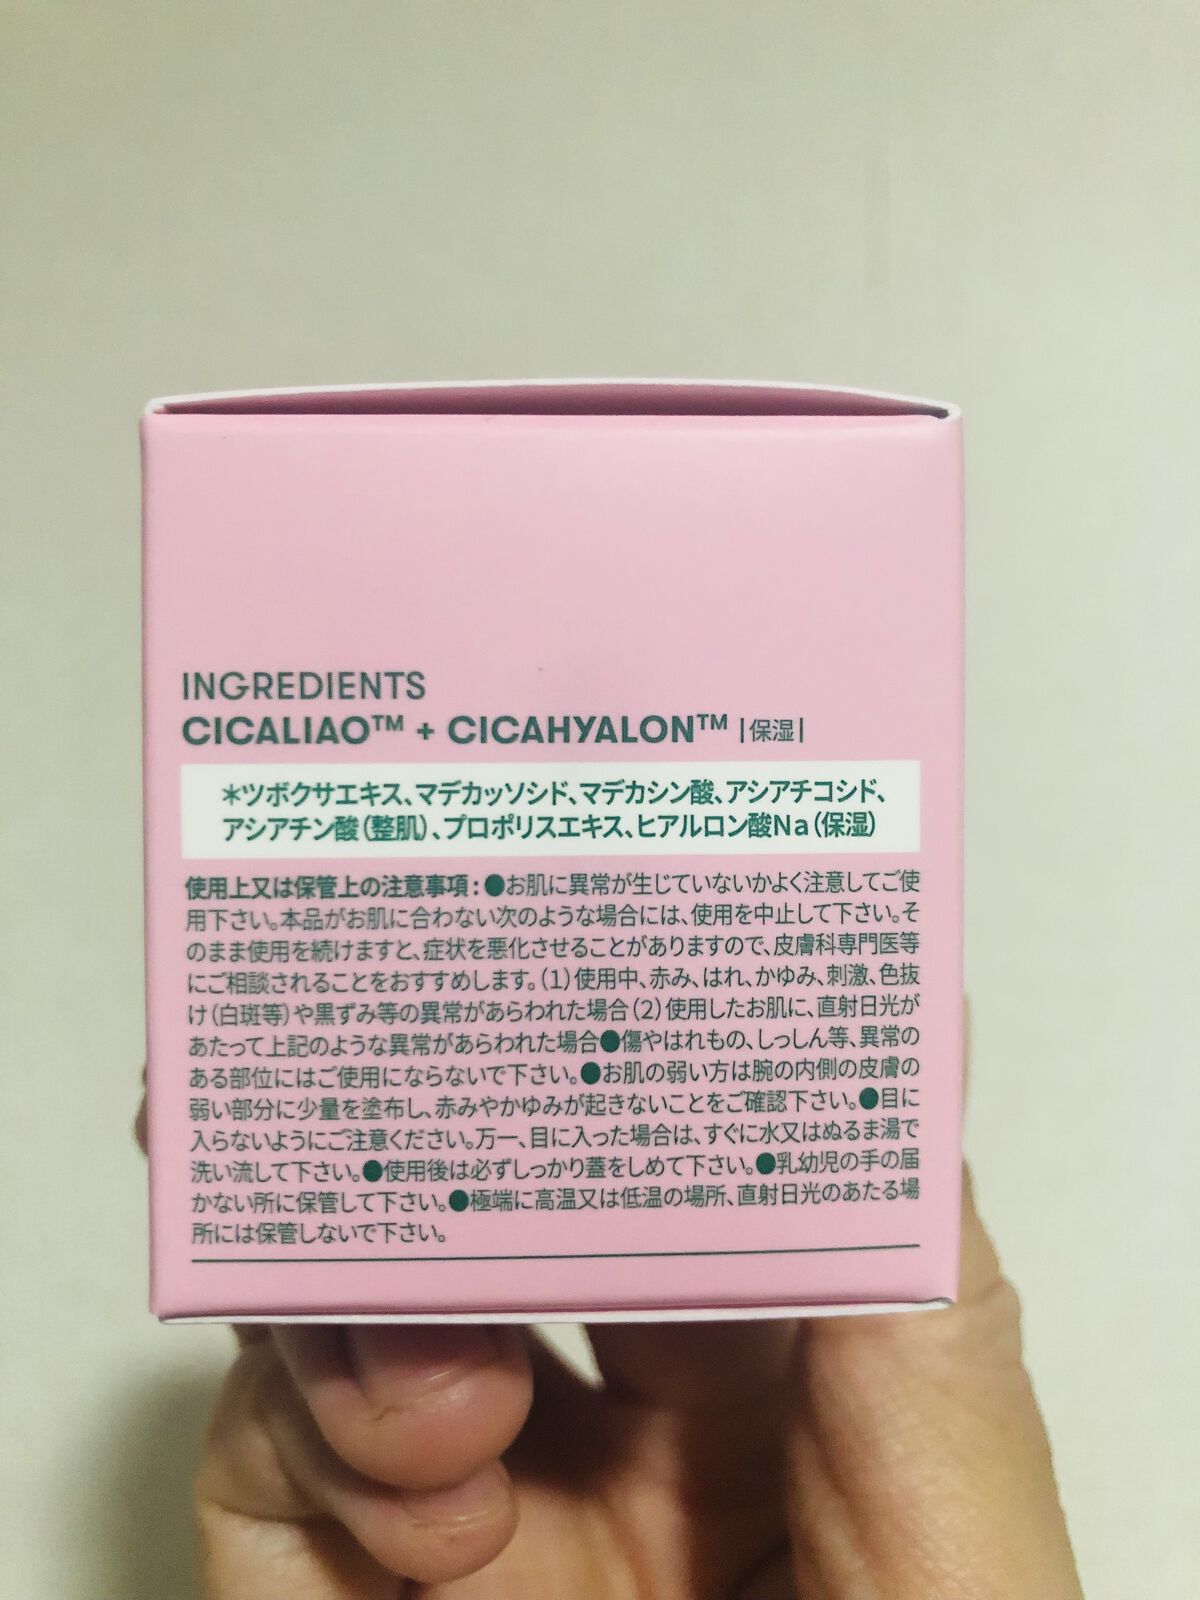 INGREDIENTS
CICALIAO™ + CICAHYALON™ |保湿|
*ツボクサエキス、マデカッソシド、マデカシン酸、アシアチコシド、
アシアチン酸(整肌)、プロポリスエキス、ヒアルロン酸Na(保湿)
使用上又は保管上の注意事項:●お肌に異常が生じていないかよく注意してご使
用下さい。本品がお肌に合わない次のような場合には、使用を中止して下さい。そ
のまま使用を続けますと、症状を悪化させることがありますので、皮膚科専門医等
にご相談されることをおすすめします。(1)使用中、赤み、はれ、かゆみ、刺激、色抜
け(白斑等)や黒ずみ等の異常があらわれた場合(2)使用したお肌に、直射日光が
あたって上記のような異常があらわれた場合●傷やはれもの、しっしん等、異常の
ある部位にはご使用にならないで下さい。●お肌の弱い方は腕の内側の皮膚の
弱い部分に少量を塗布し、赤みやかゆみが起きないことをご確認下さい。●目に
入らないようにご注意ください。万一、目に入った場合は、すぐに水又はぬるま湯で
洗い流して下さい。●使用後は必ずしっかり蓋をしめて下さい。●乳幼児の手の届
かない所に保管して下さい。●極端に高温又は低温の場所、直射日光のあたる場
所には保管しないで下さい。